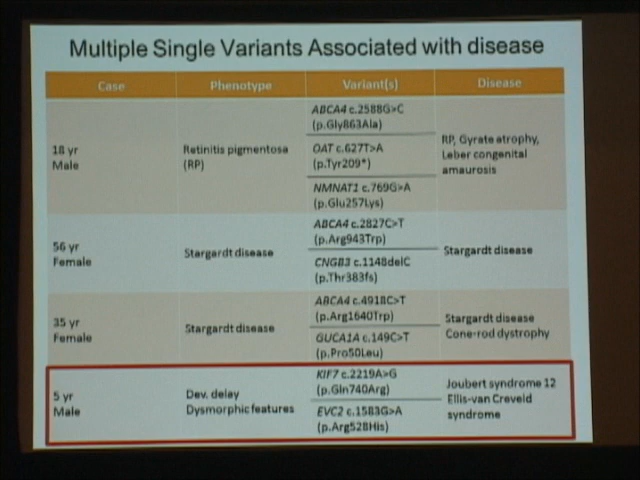 Multiple Single Variants Associated with disease
Case Phenotype Variant(s) Disease
18 yr
Male
Retinitis pigmentosa
(RP)
ABCA4 c.2588G>C
(p.Gly863Ala)
OAT c.627T>A
(p.Tyr209*)
NMNAT1 c.769G>A
(p.Glu257Lys)
RP, Gyrate atrophy,
Leber congenital
amaurosis
56 yr
Female
Stargardt disease
ABCA4 c.2827C>T
(p.Arg943Trp)
CNGB3 c.1148delC
(p.Thr383fs)
Stargardt disease
35 yr
Female
Stargardt disease
ABCA4 c.4918C>T
(p.Arg1640Trp)
GUCA1A c.149C>T
(p.Pro50Leu)
Stargardt disease
Cone-rod dystrophy
5 yr
Male
Dev. delay
Dysmorphic features
KIF7 c.2219A>G
(p.Gln740Arg)
EVC2 c.1583G>A
(p.Arg528His)
Joubert syndrome 12
Ellis-van Creveld
syndrome